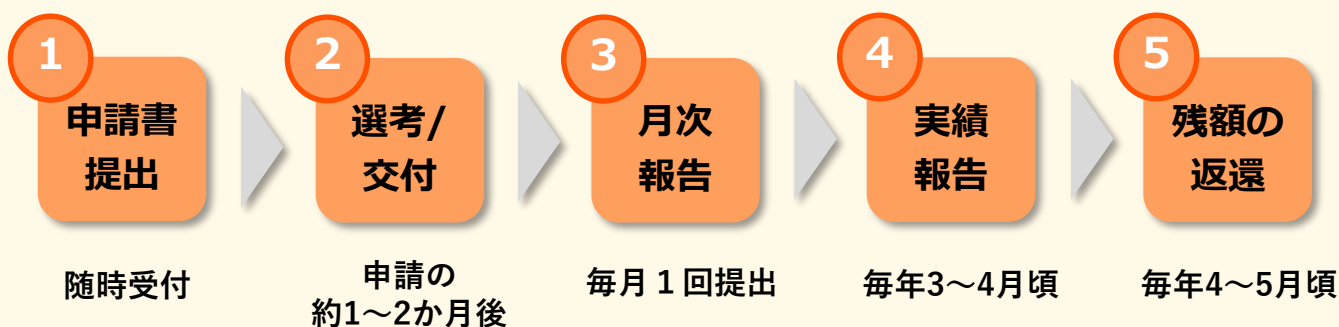 1
申請書
提出
随時受付
2
選考/
交付
申請の
約1～2か月後
3
月次
報告
毎月１回提出
4
実績
報告
毎年3～4月頃
5
残額の
返還
毎年4～5月頃